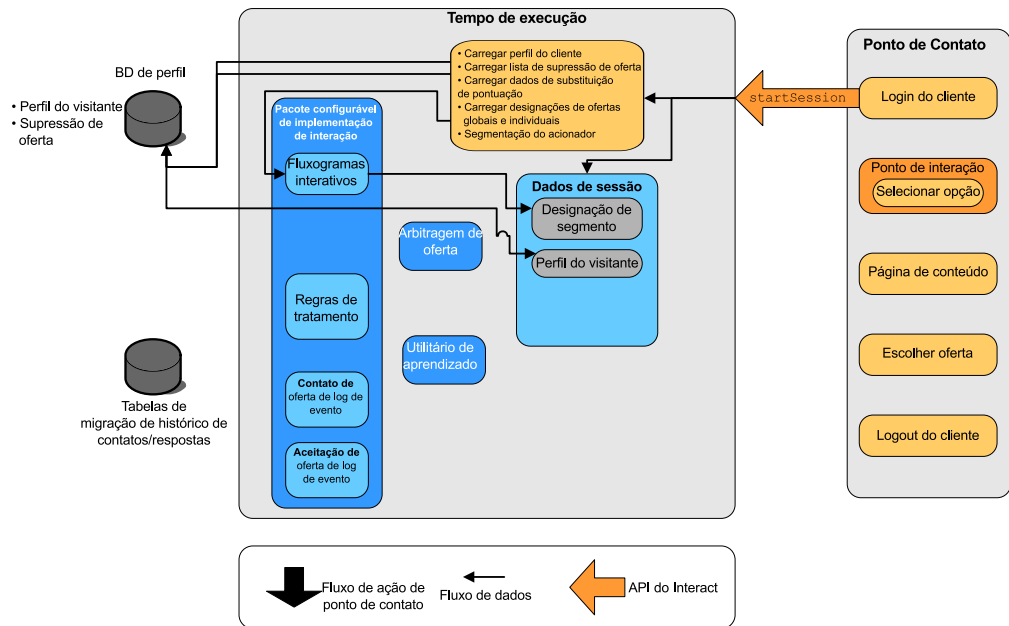 Tempo de execução
BD de perfil
• Perfil do visitante
• Supressão de
oferta
• Carregar perfil do cliente
• Carregar lista de supressão de oferta
• Carregar dados de substituição
de pontuação
• Carregar designações de ofertas
globais e individuais
• Segmentação do acionador
startSession
Ponto de Contato
Login do cliente
Ponto de interação
Selecionar opção
Página de conteúdo
Escolher oferta
Logout do cliente
Pacote configurável
de implementação
de interação
Fluxogramas
interativos
Regras de
tratamento
Contato de
oferta de log de
evento
Aceitação de
oferta de log
de evento
Arbitragem de
oferta
Utilitário de
aprendizado
Dados de sessão
Designação de
segmento
Perfil do visitante
Tabelas de
migração de histórico de
contatos/respostas
Fluxo de ação de
ponto de contato
Fluxo de dados
API do Interact